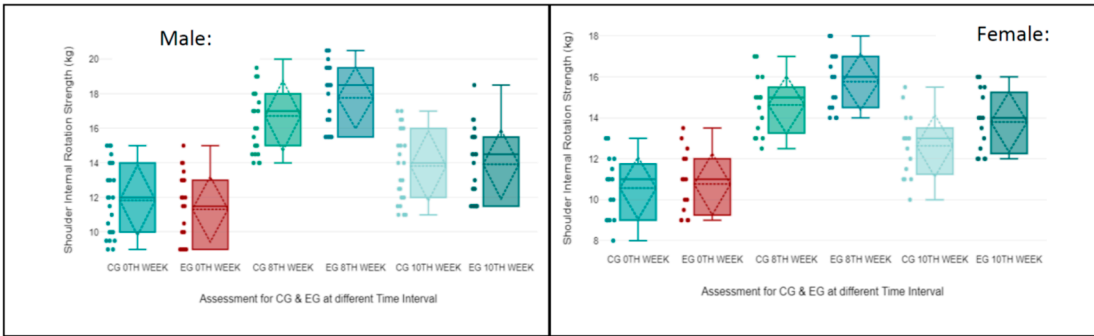 Male:
Shoulder Internal Rotation Strength (kg)
20
18
16
14
12
10
CG 0TH WEEK EG 0TH WEEK CG 8TH WEEK EG 8TH WEEK CG 10TH WEEK EG 10TH WEEK
Assessment for CG & EG at different Time Interval
Female:
Shoulder Internal Rotation Strength (kg)
18
16
14
12
10
8
CG 0TH WEEK EG 0TH WEEK CG 8TH WEEK EG 8TH WEEK CG 10TH WEEK EG 10TH WEEK
Assessment for CG & EG at different Time Interval